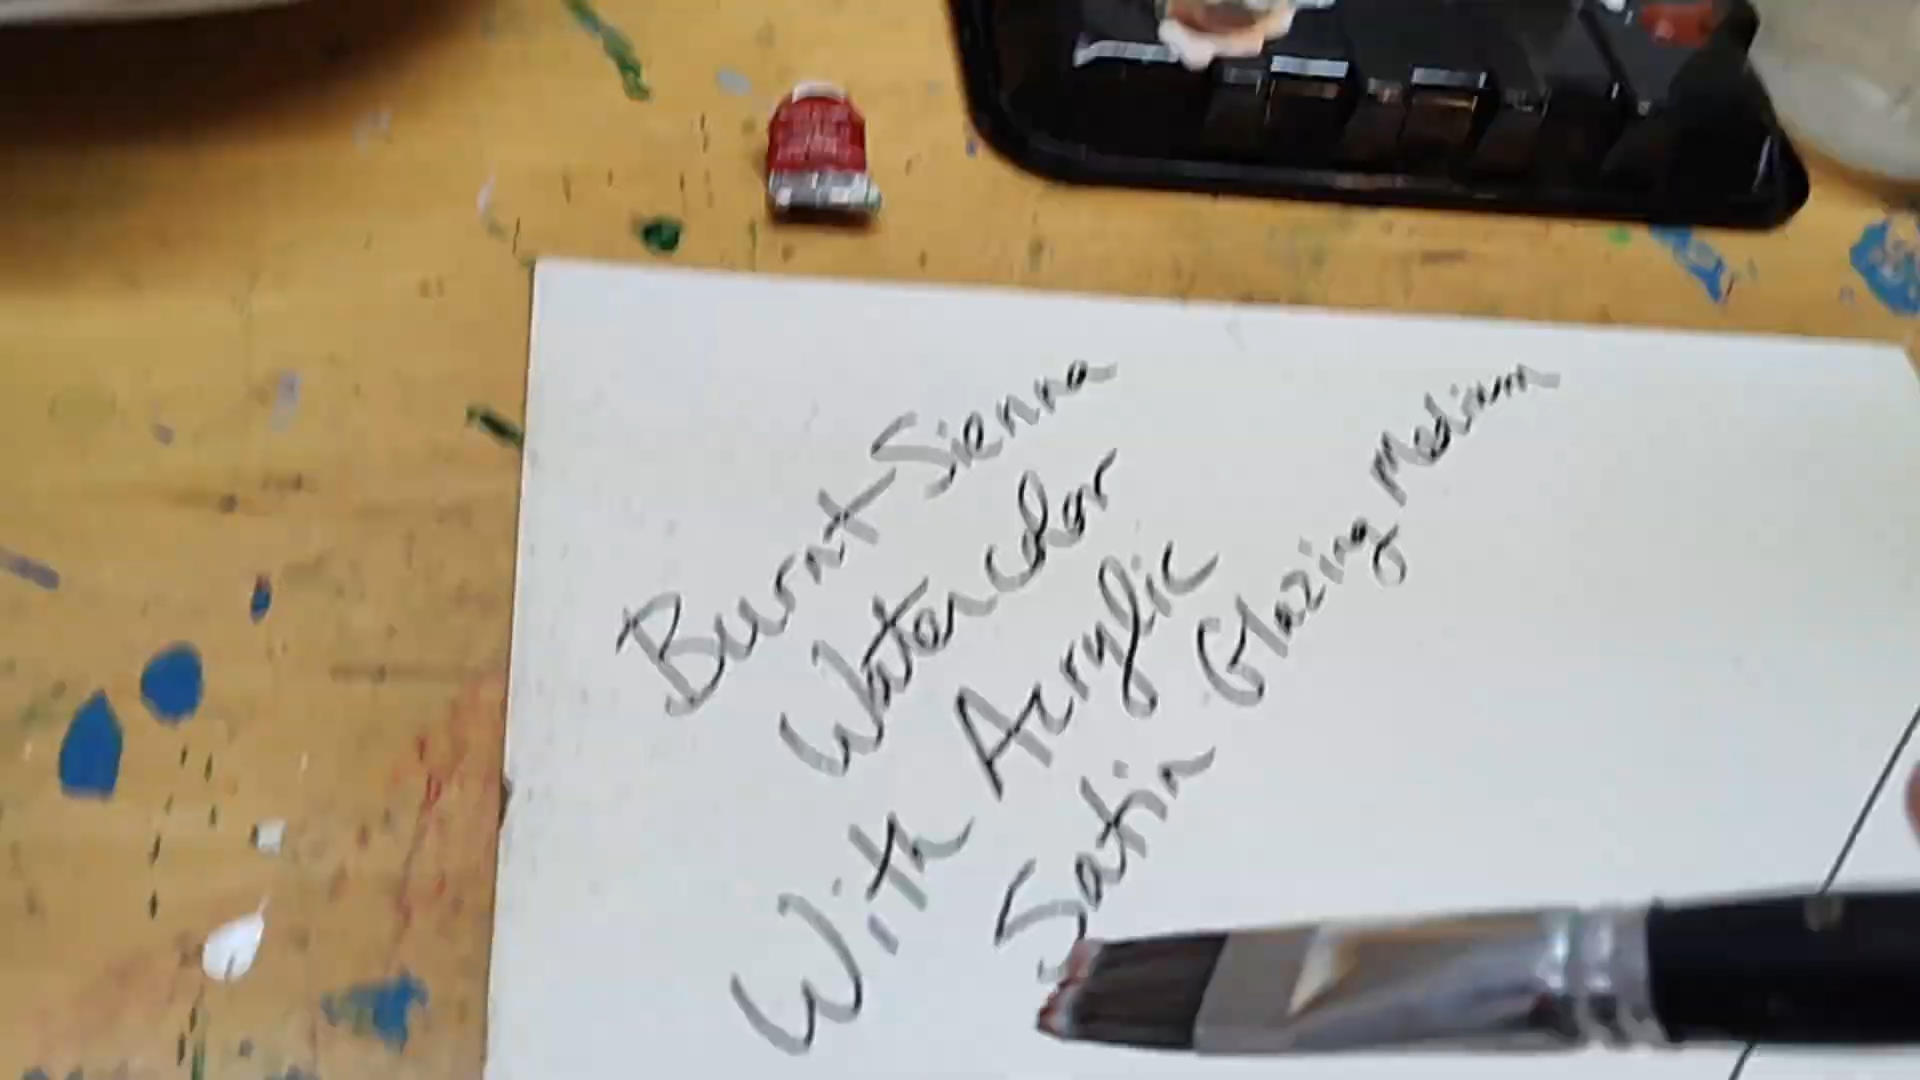 Burnt Sienna
Watercolor
With Acrylic
Satin Glazing Medium